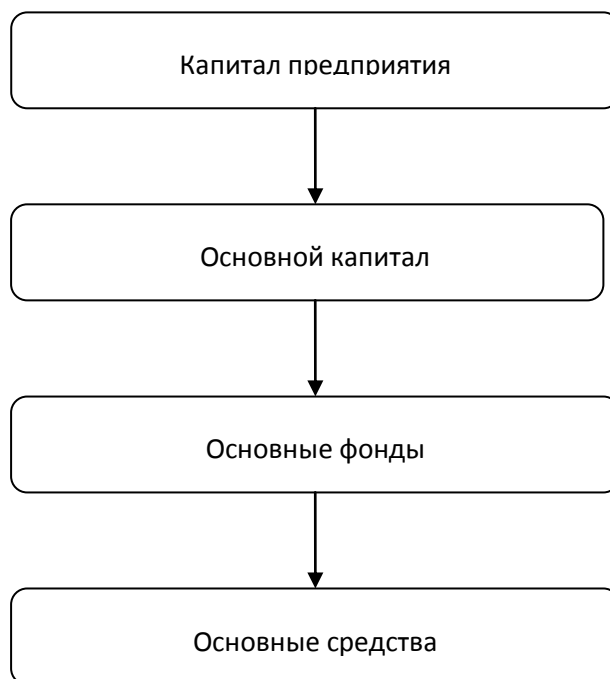 Капитал предприятия
Основной капитал
Основные фонды
Основные средства